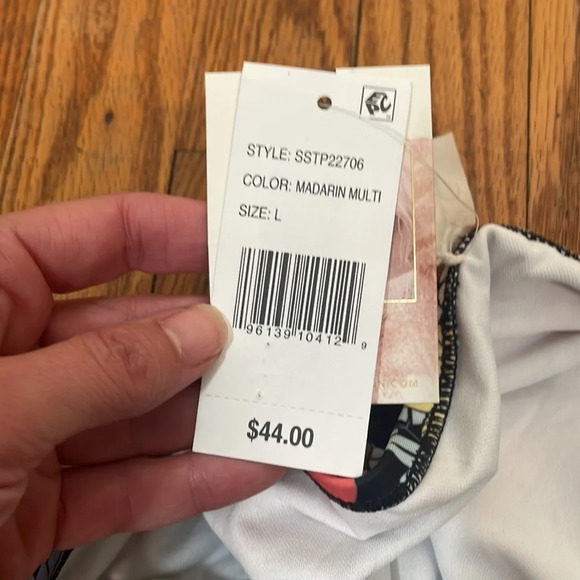 STYLE: SSTP22706
COLOR: MADARIN MULTI
SIZE: L
96139 10412 9
$44.00